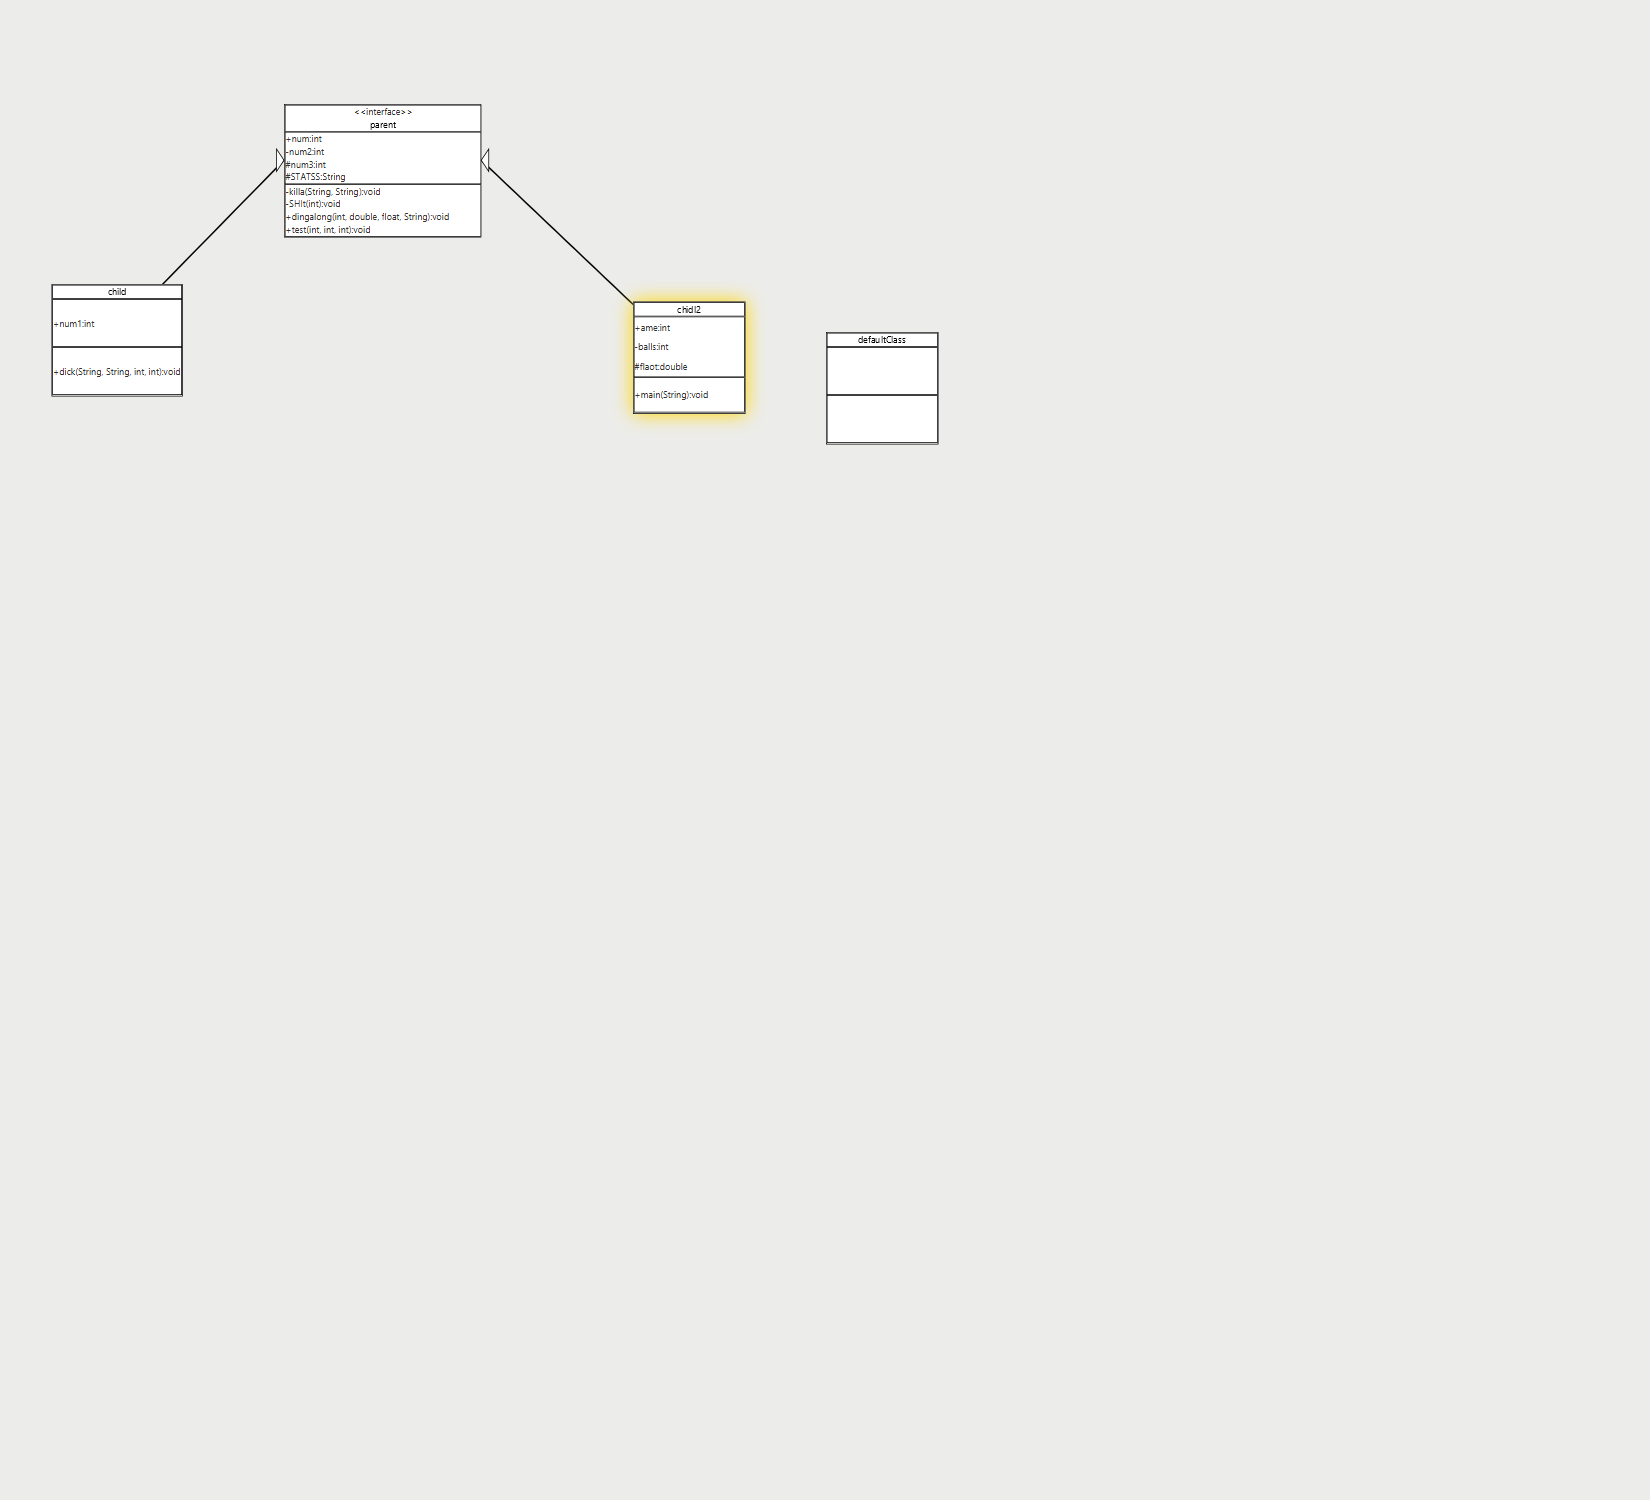 <<interface>>
parent
+num:int
-num2:int
#num3:int
#STATSS:String
-killa(String, String):void
-SHIt(int):void
+dingalong(int, double, float, String):void
+test(int, int, int):void
child
+num1:int
+dick(String, String, int, int):void
chidl2
+ame:int
-balls:int
#flaot:double
+main(String):void
defaultClass